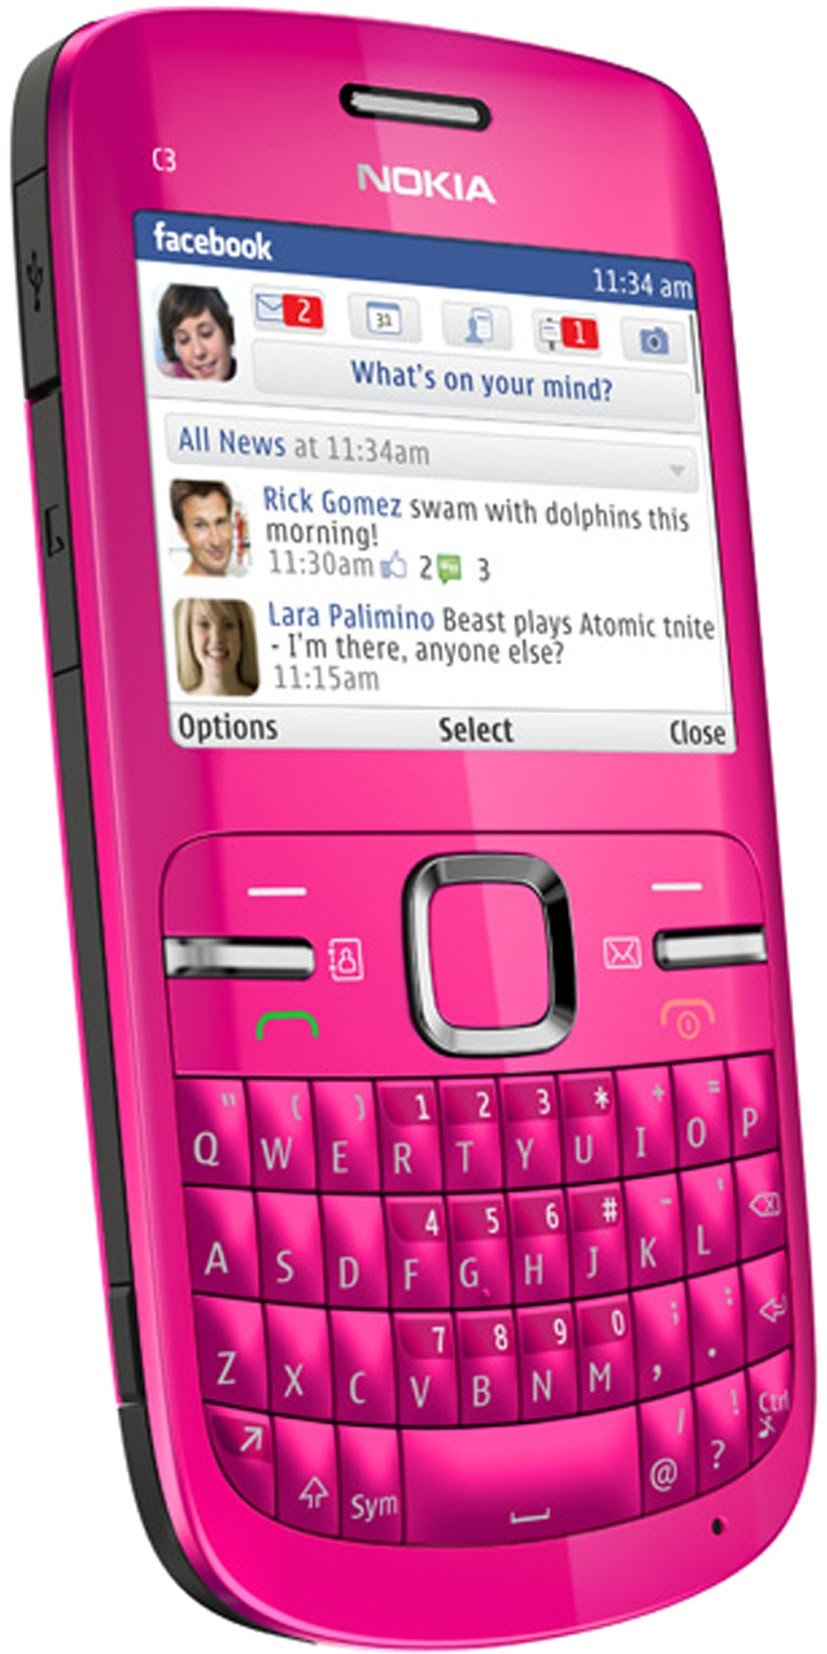 C3
NOKIA
facebook
11:34 am
2
31
1
What's on your mind?
All News at 11:34am
Rick Gomez swam with dolphins this
morning!
11:30am 2 3
Lara Palimino Beast plays Atomic tnite
- I'm there, anyone else?
11:15am
Options Select Close
" ( ) 1 2 3 * + =
Q W E R T Y U I O P
4 5 6 # - '
A S D F G H J K L
7 8 9 0 ; :
Z X C V B N M , .
/ ! Ctrl
Sym @ ?